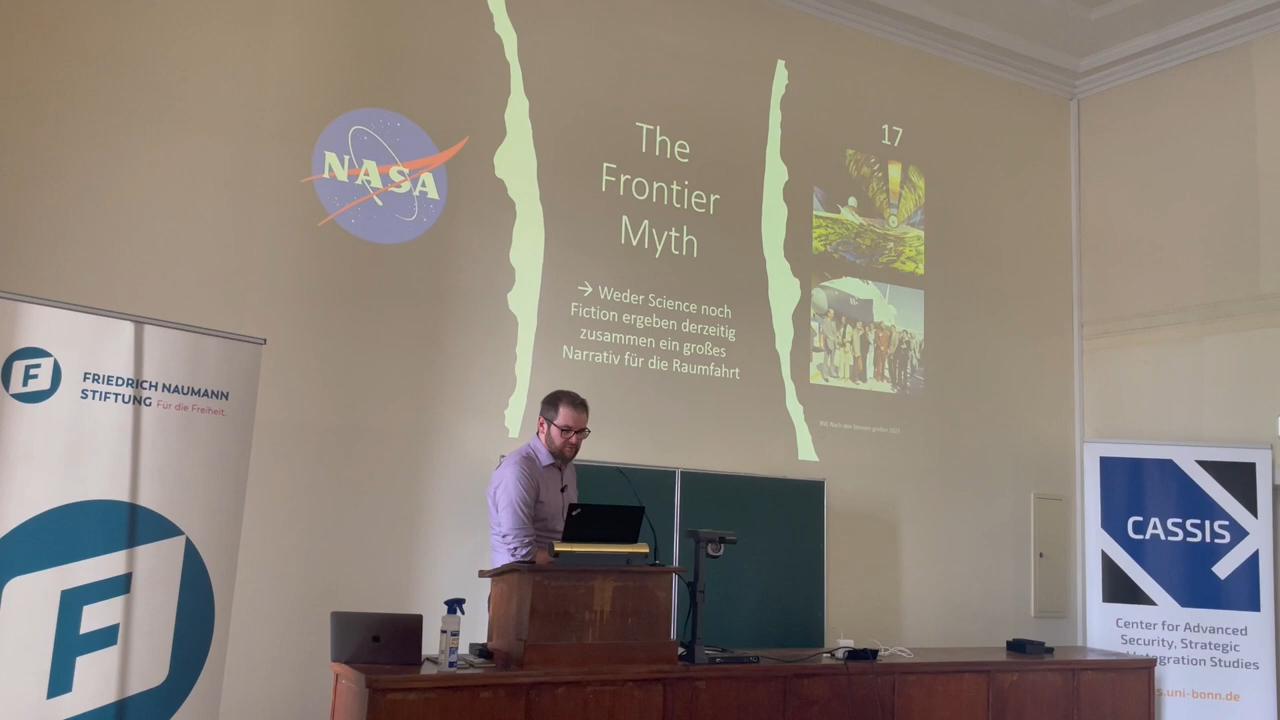 NASA
The
Frontier
Myth
→ Weder Science noch
Fiction ergeben derzeitig
zusammen ein großes
Narrativ für die Raumfahrt
17
F
FRIEDRICH NAUMANN
STIFTUNG Für die Freiheit.
F
CASSIS
Center for Advanced
Security, Strategic
Integration Studies
s.uni-bonn.de